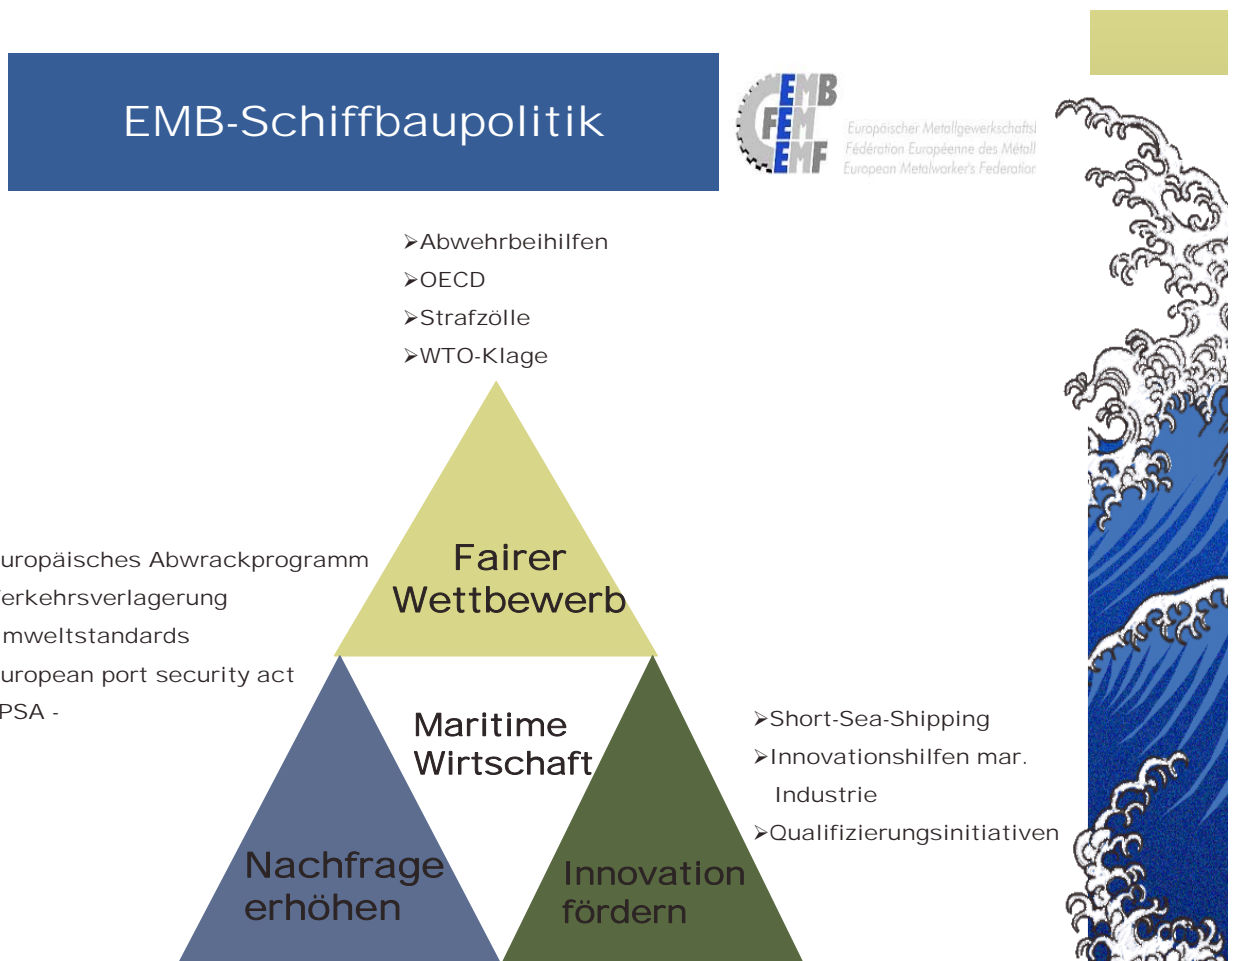 EMB-Schiffbaupolitik
EMB
FEM
EMF
Europäischer Metallgewerkschafts
Fédération Européenne des Métall
European Metalworker's Federation
➢Abwehrbeihilfen
➢OECD
➢Strafzölle
➢WTO-Klage
Fairer
Wettbewerb
uropäisches Abwrackprogramm
erkehrsverlagerung
mweltstandards
uropean port security act
PSA -
Maritime
Wirtschaft
➢Short-Sea-Shipping
➢Innovationshilfen mar.
Industrie
➢Qualifizierungsinitiativen
Nachfrage
erhöhen
Innovation
fördern